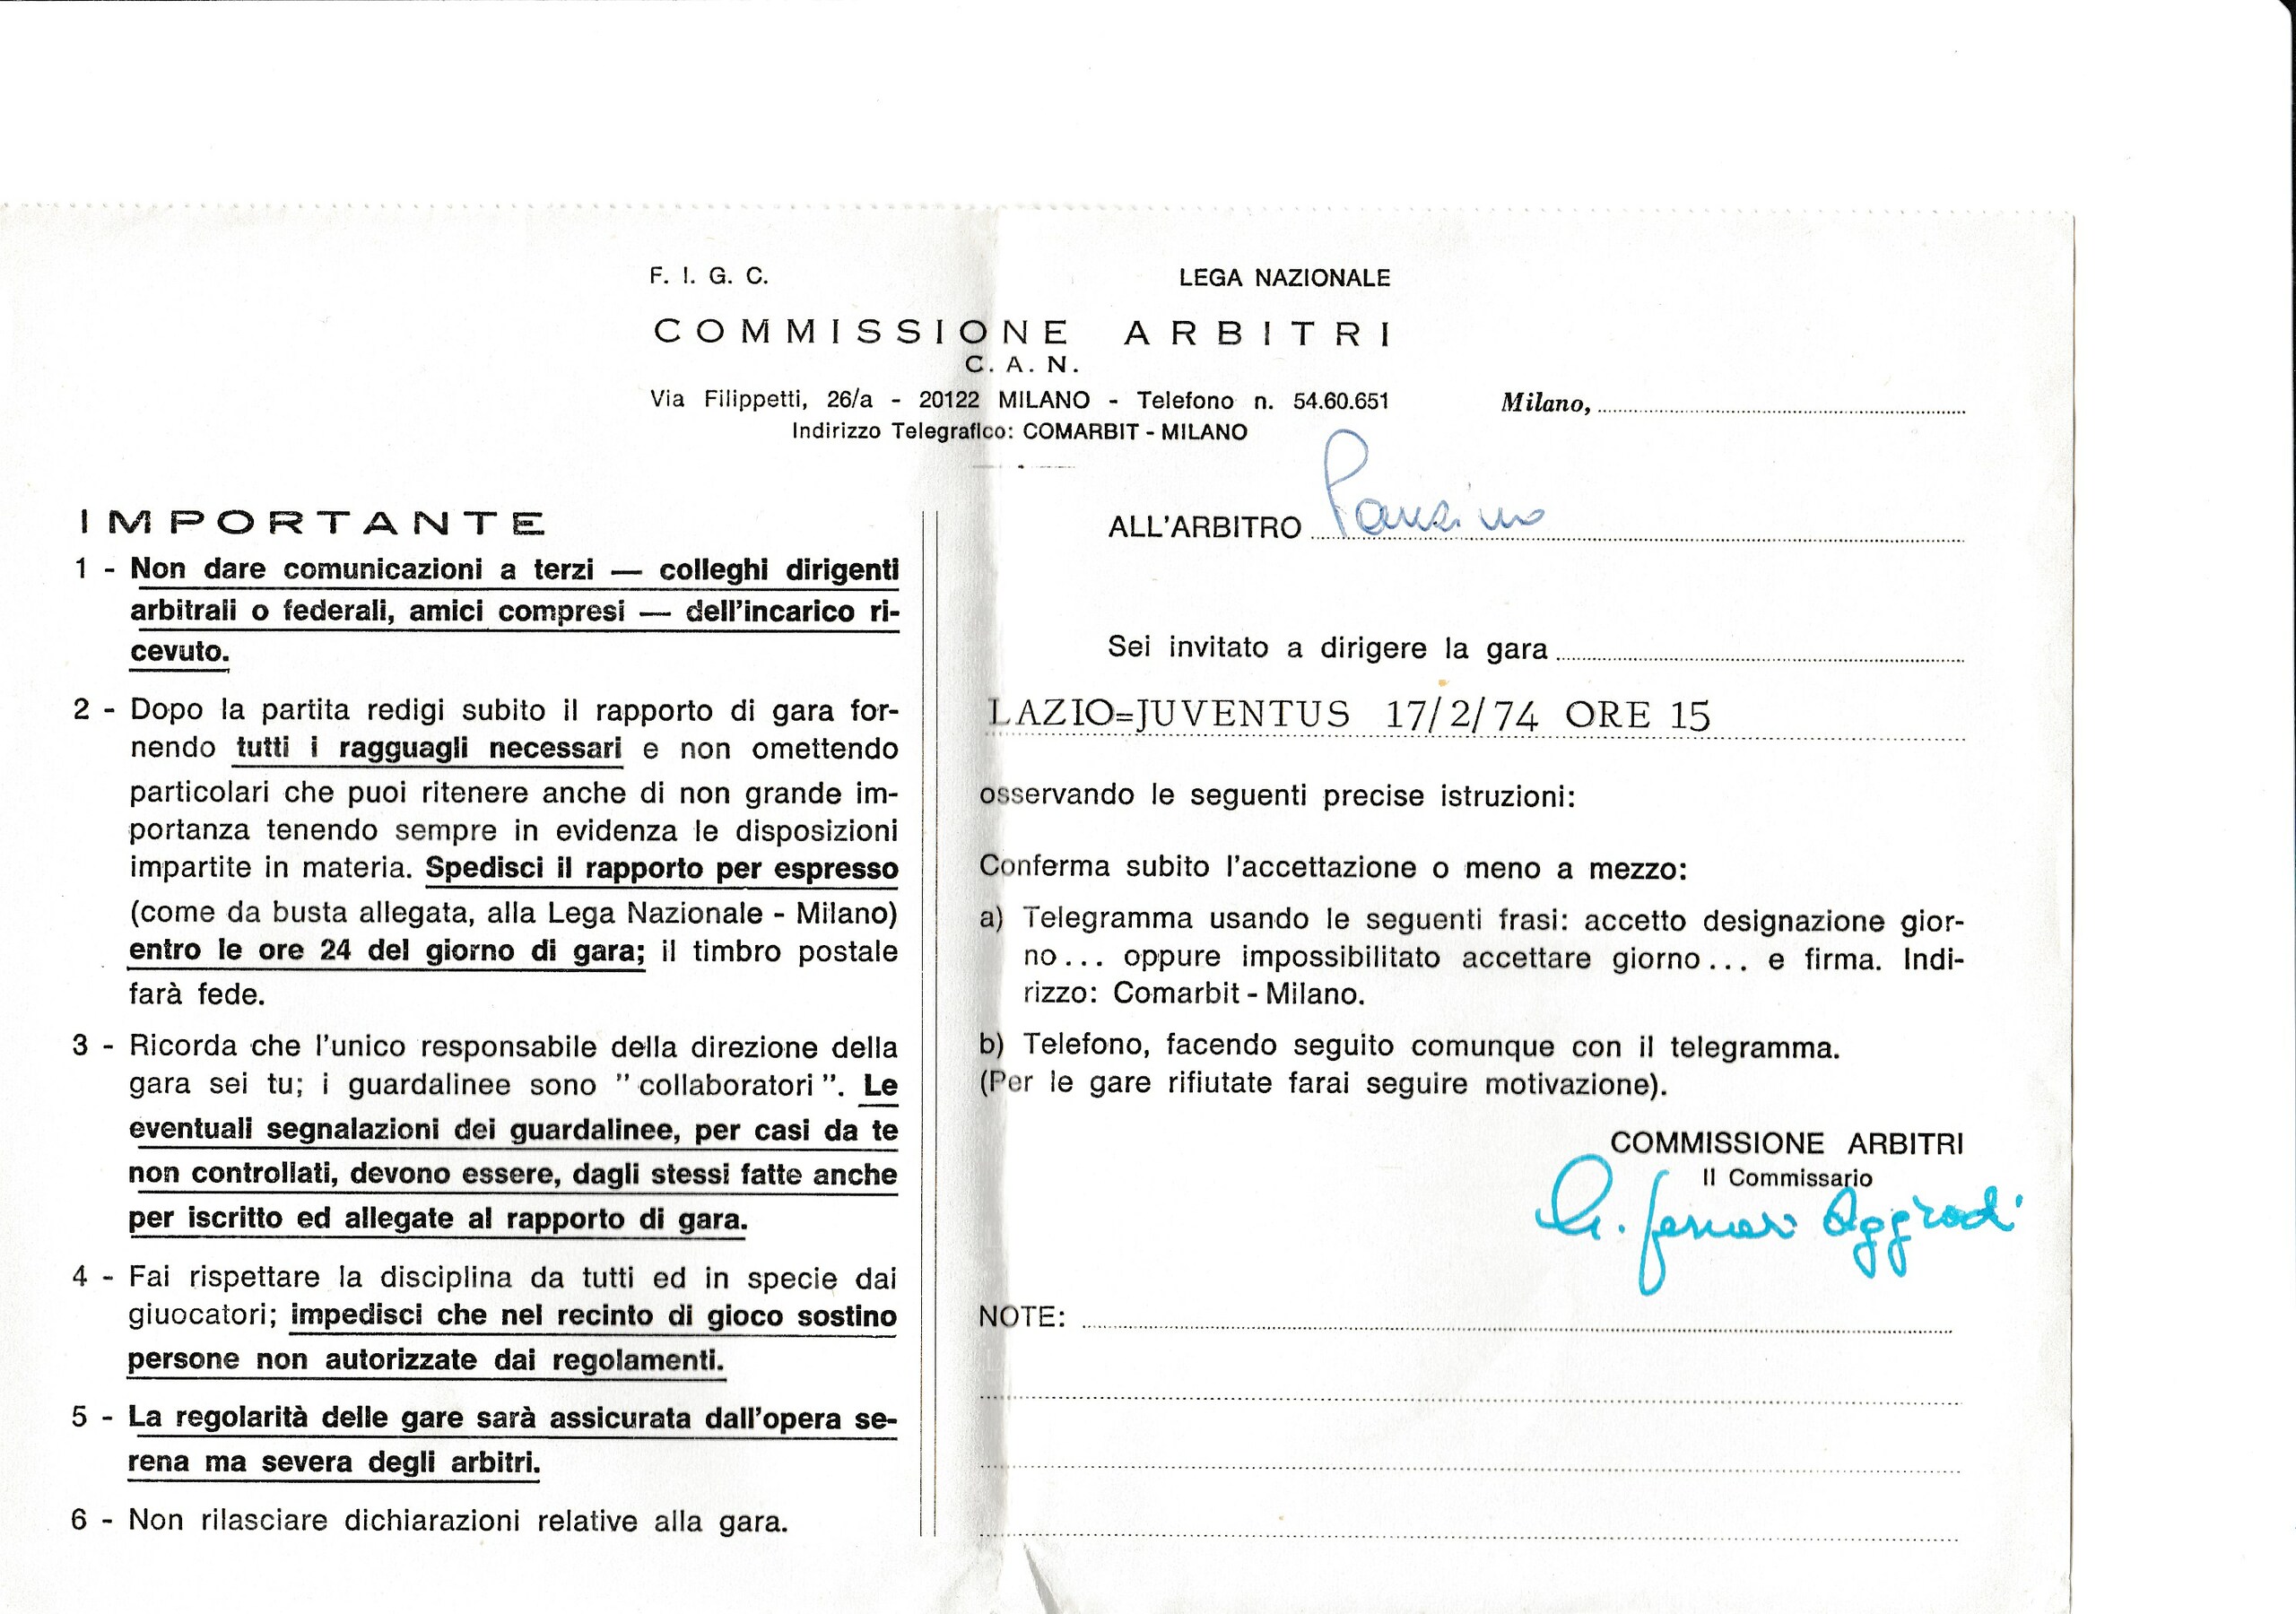 F. I. G. C. LEGA NAZIONALE
COMMISSIONE ARBITRI
C. A. N.
Via Filippetti, 26/a - 20122 MILANO - Telefono n. 54.60.651
Indirizzo Telegrafico: COMARBIT - MILANO
Milano,
IMPORTANTE
1 - Non dare comunicazioni a terzi — colleghi dirigenti
arbitrali o federali, amici compresi — dell'incarico ri-
cevuto.
2 - Dopo la partita redigi subito il rapporto di gara for-
nendo tutti i ragguagli necessari e non omettendo
particolari che puoi ritenere anche di non grande im-
portanza tenendo sempre in evidenza le disposizioni
impartite in materia. Spedisci il rapporto per espresso
(come da busta allegata, alla Lega Nazionale - Milano)
entro le ore 24 del giorno di gara; il timbro postale
farà fede.
3 - Ricorda che l'unico responsabile della direzione della
gara sei tu; i guardalinee sono " collaboratori ". Le
eventuali segnalazioni dei guardalinee, per casi da te
non controllati, devono essere, dagli stessi fatte anche
per iscritto ed allegate al rapporto di gara.
4 - Fai rispettare la disciplina da tutti ed in specie dai
giuocatori; impedisci che nel recinto di gioco sostino
persone non autorizzate dai regolamenti.
5 - La regolarità delle gare sarà assicurata dall'opera se-
rena ma severa degli arbitri.
6 - Non rilasciare dichiarazioni relative alla gara.
ALL'ARBITRO Panzino
Sei invitato a dirigere la gara
LAZIO=JUVENTUS 17/2/74 ORE 15
osservando le seguenti precise istruzioni:
Conferma subito l'accettazione o meno a mezzo:
a) Telegramma usando le seguenti frasi: accetto designazione gior-
no... oppure impossibilitato accettare giorno... e firma. Indi-
rizzo: Comarbit - Milano.
b) Telefono, facendo seguito comunque con il telegramma.
(Per le gare rifiutate farai seguire motivazione).
COMMISSIONE ARBITRI
Il Commissario
G. Ferrari Aggradi
NOTE: